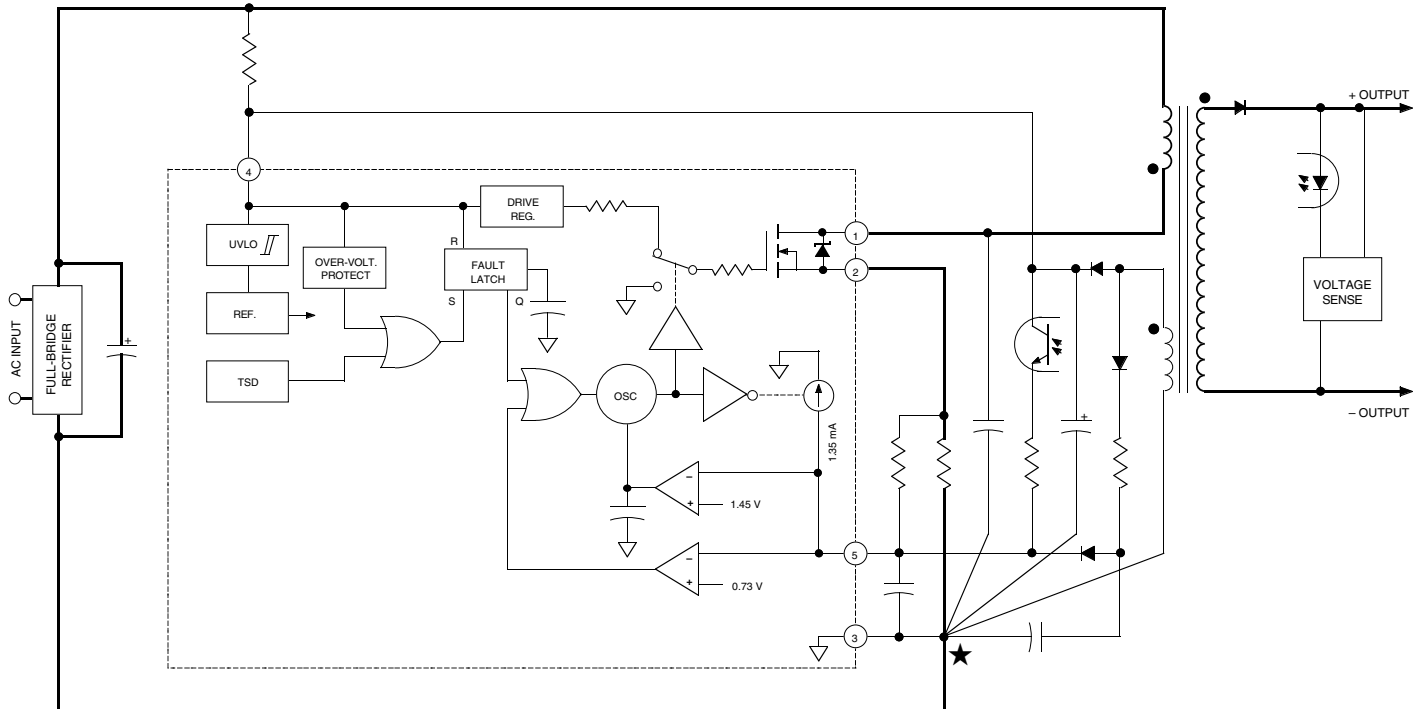 + OUTPUT
4
DRIVE
REG.
1
R
UVLO
OVER-VOLT.
PROTECT
FAULT
LATCH
2
VOLTAGE
SENSE
S
Q
REF.
AC INPUT
FULL-BRIDGE
RECTIFIER
+
TSD
OSC
– OUTPUT
+
1.35 mA
–
+
1.45 V
5
–
+
0.73 V
3